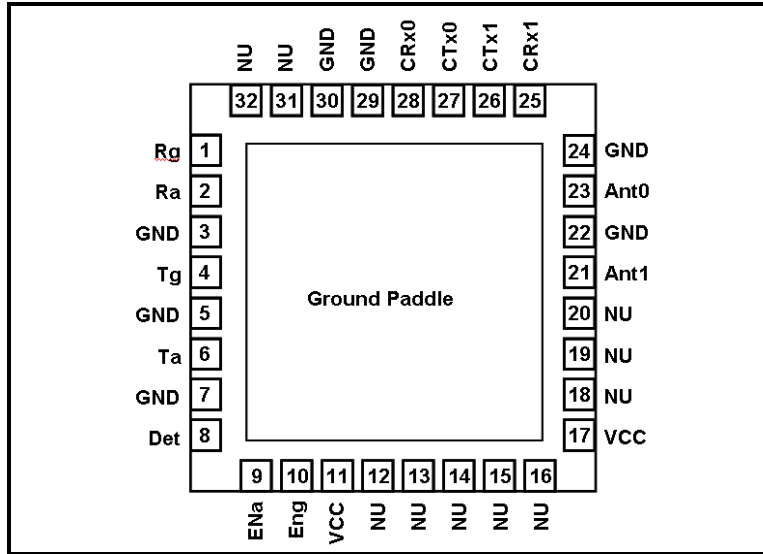 NU NU GND GND CRx0 CTx0 CTx1 CRx1
32 31 30 29 28 27 26 25
Rg 1 24 GND
Ra 2 23 Ant0
GND 3 22 GND
Tg 4 21 Ant1
GND 5 20 NU
Ground Paddle
Ta 6 19 NU
GND 7 18 NU
Det 8 17 VCC
9 10 11 12 13 14 15 16
ENa Eng VCC NU NU NU NU NU